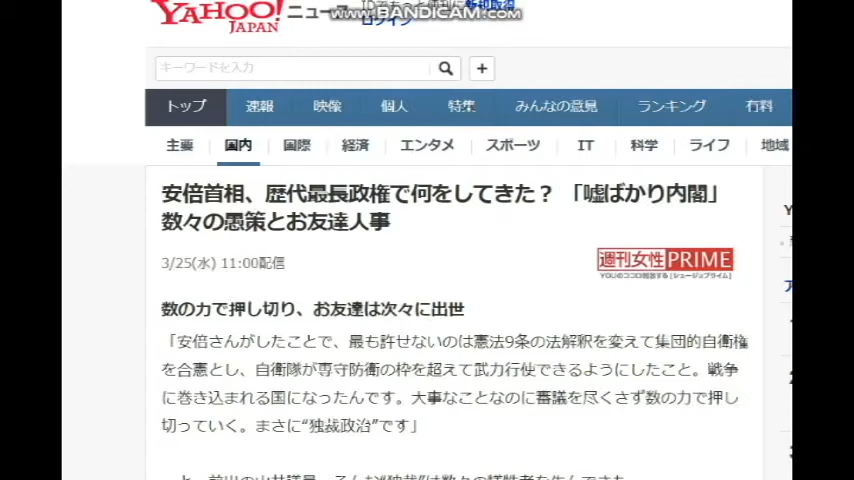 YAHOO! ニュース
JAPAN
www.BANDICAM.com
ログイン
キーワードを入力
トップ 速報 映像 個人 特集 みんなの意見 ランキング 有料
主要 国内 国際 経済 エンタメ スポーツ IT 科学 ライフ 地域
安倍首相、歴代最長政権で何をしてきた? 「嘘ばかり内閣」
数々の愚策とお友達人事
3/25(水) 11:00配信
週刊女性PRIME
数の力で押し切り、お友達は次々に出世
「安倍さんがしたことで、最も許せないのは憲法9条の法解釈を変えて集団的自衛権
を合憲とし、自衛隊が専守防衛の枠を超えて武力行使できるようにしたこと。戦争
に巻き込まれる国になったんです。大事なことなのに審議を尽くさず数の力で押し
切っていく。まさに“独裁政治”です」